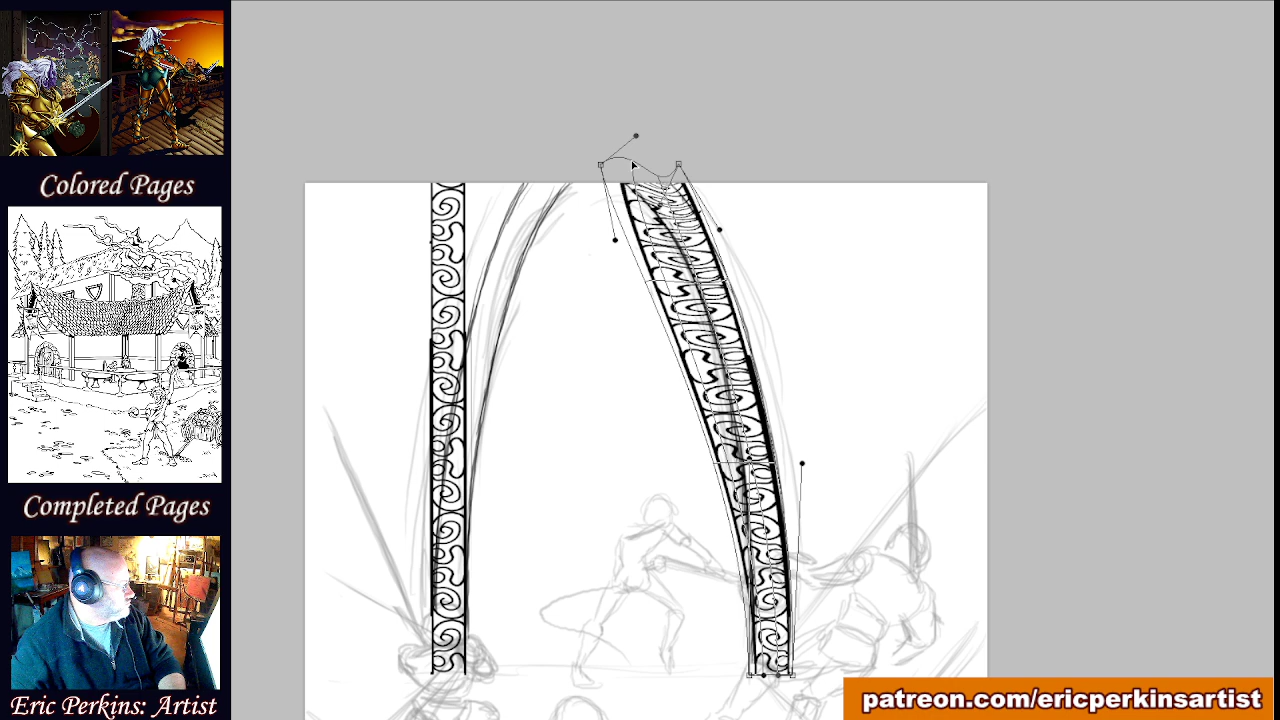 Colored Pages
Completed Pages
Eric Perkins: Artist
patreon.com/ericperkinsartist